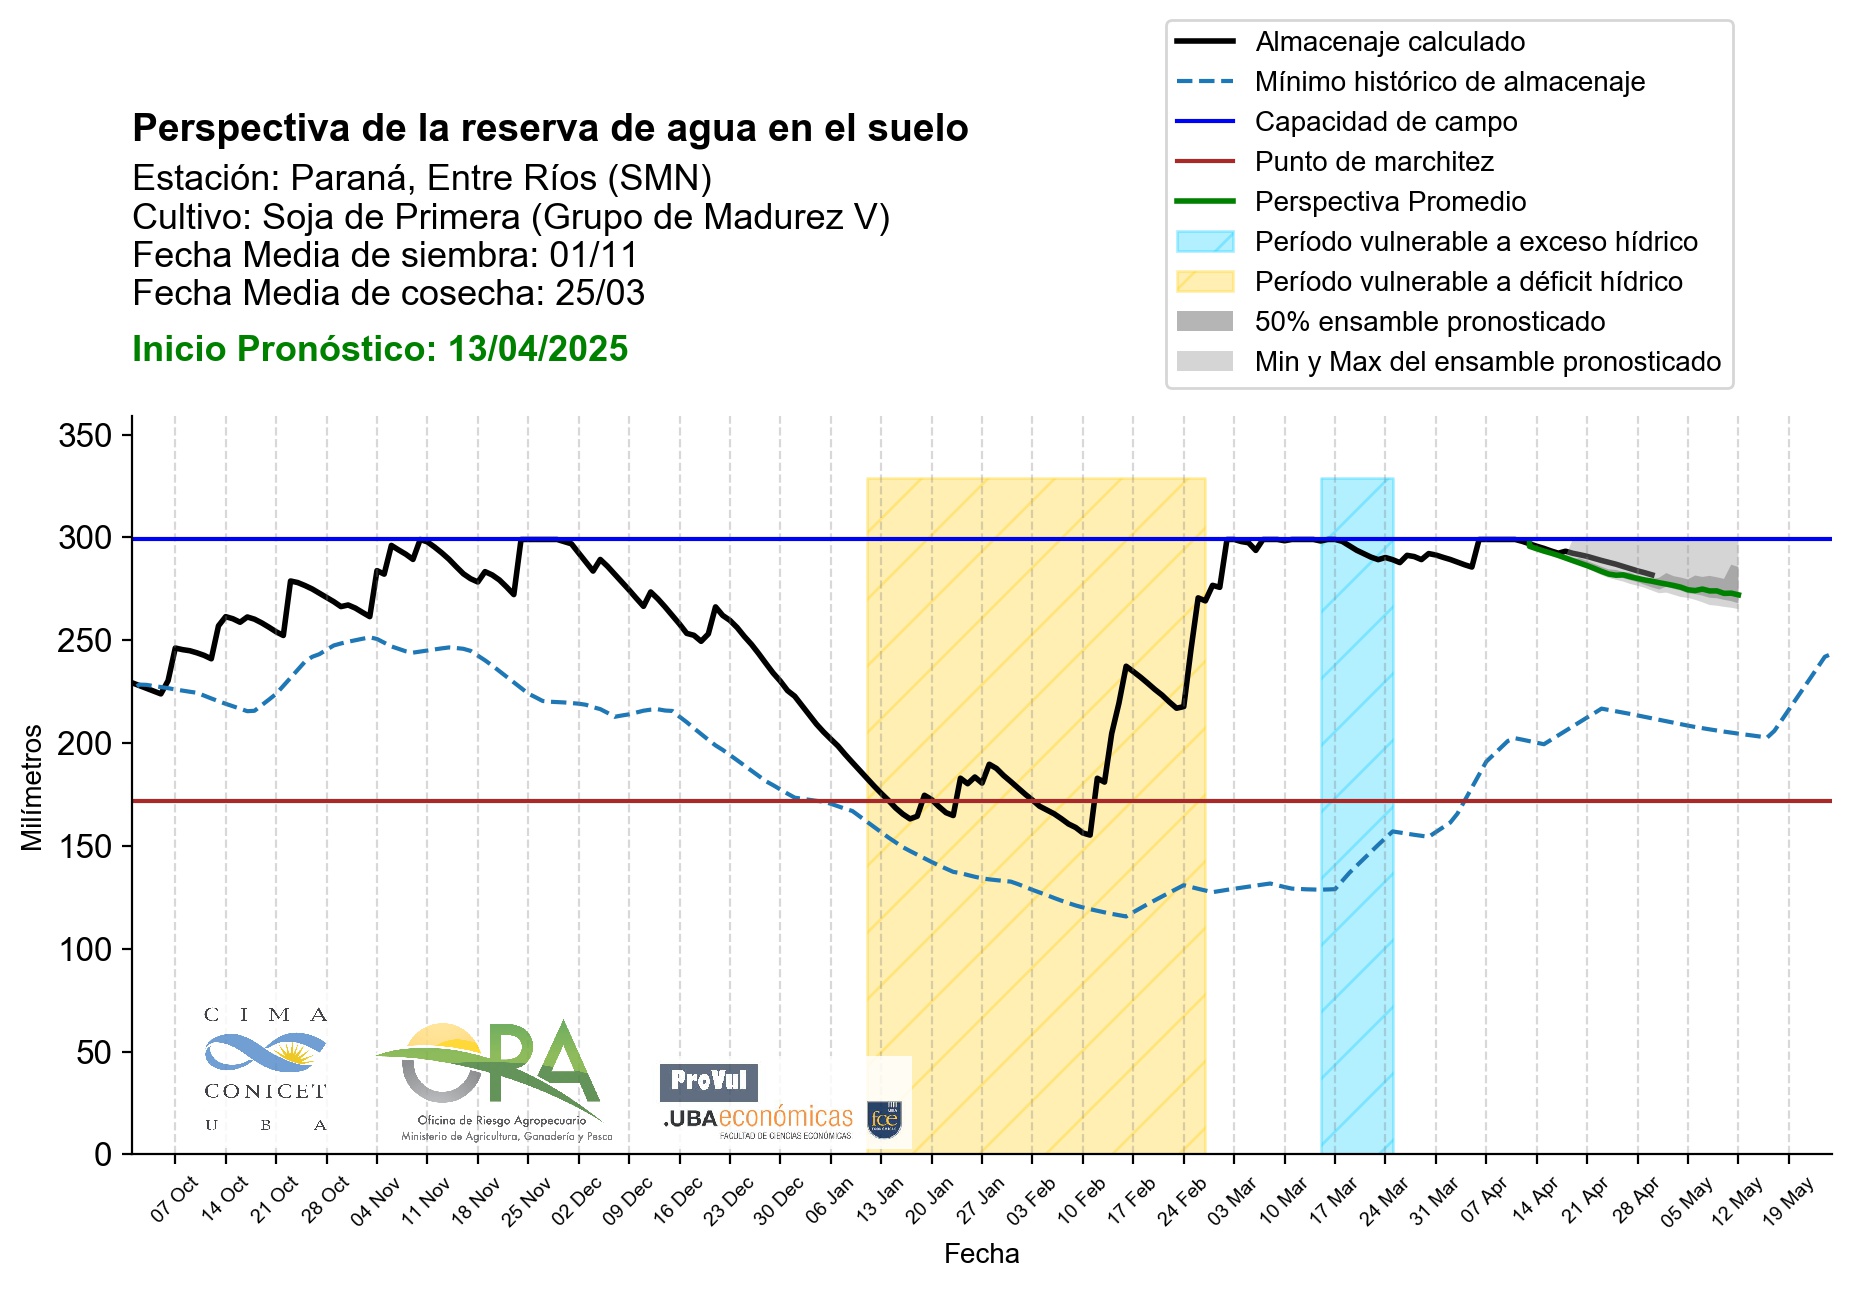 Almacenaje calculado
Mínimo histórico de almacenaje
Capacidad de campo
Punto de marchitez
Perspectiva Promedio
Período vulnerable a exceso hídrico
Período vulnerable a déficit hídrico
50% ensamble pronosticado
Min y Max del ensamble pronosticado
Perspectiva de la reserva de agua en el suelo
Estación: Paraná, Entre Ríos (SMN)
Cultivo: Soja de Primera (Grupo de Madurez V)
Fecha Media de siembra: 01/11
Fecha Media de cosecha: 25/03
Inicio Pronóstico: 13/04/2025
350
300
250
200
150
100
50
0
Milímetros
CIMA
CONICET
UBA
ORA
Oficina de Riesgo Agropecuario
Ministerio de Agricultura, Ganadería y Pesca
ProVul
.UBAeconómicas
FACULTAD DE CIENCIAS ECONÓMICAS
.UBA
fce
ECONÓMICAS
07 Oct
14 Oct
21 Oct
28 Oct
04 Nov
11 Nov
18 Nov
25 Nov
02 Dec
09 Dec
16 Dec
23 Dec
30 Dec
06 Jan
13 Jan
20 Jan
27 Jan
03 Feb
10 Feb
17 Feb
24 Feb
03 Mar
10 Mar
17 Mar
24 Mar
31 Mar
07 Apr
14 Apr
21 Apr
28 Apr
05 May
12 May
19 May
Fecha